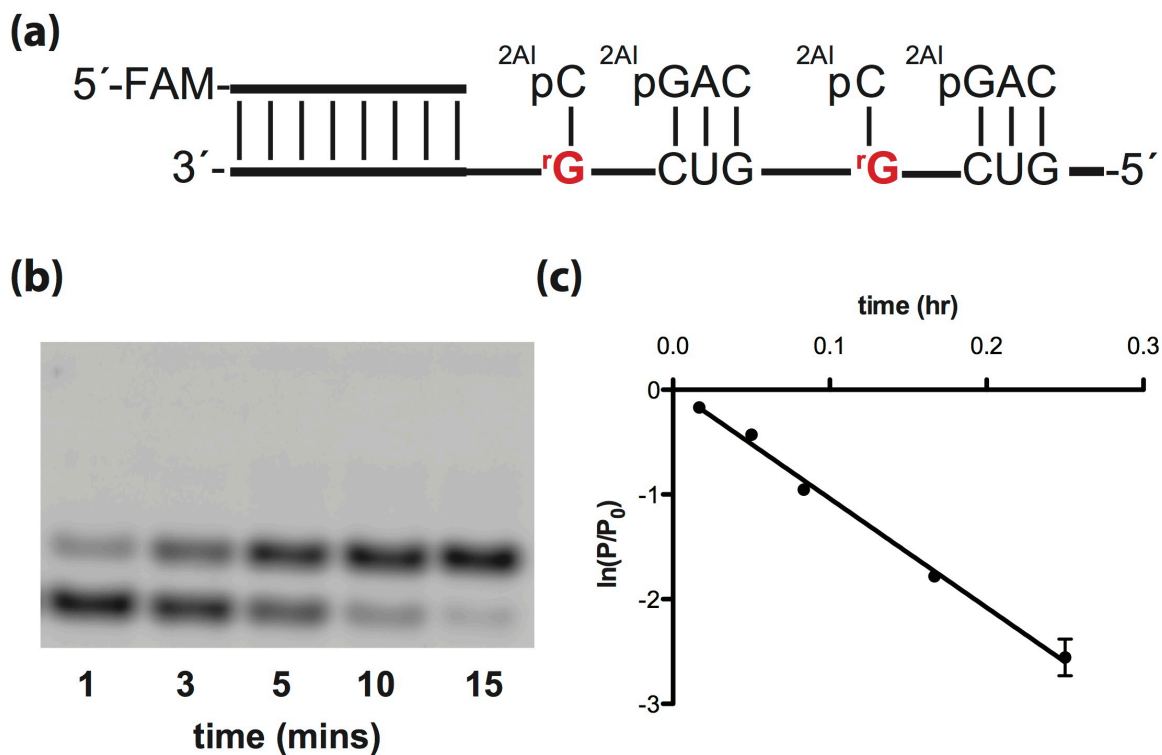 (a)
2AI 2AI 2AI 2AI
5´-FAM- pC pGAC pC pGAC
3´- rG CUG rG CUG -5´
(b)
1 3 5 10 15
time (mins)
(c)
time (hr)
0.0 0.1 0.2 0.3
0
-1
-2
-3
ln(P/P0)